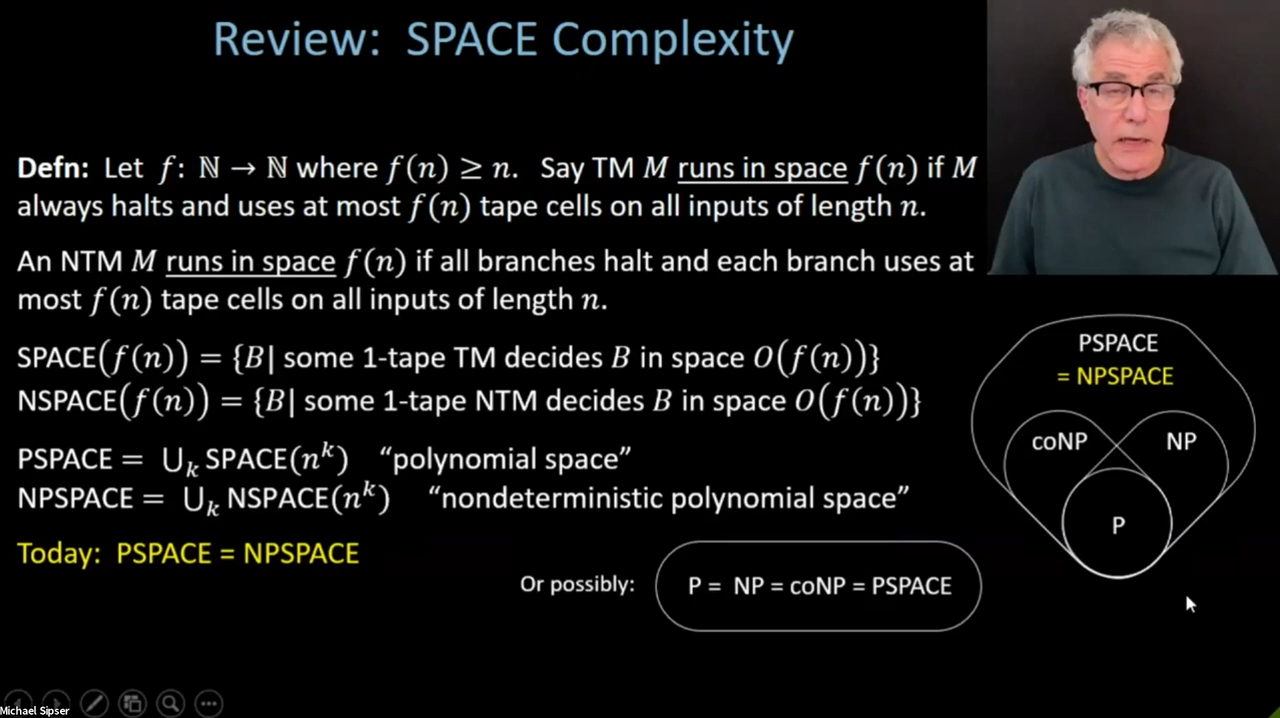 Review: SPACE Complexity
Defn: Let f: ℕ → ℕ where f(n) ≥ n. Say TM M runs in space f(n) if M
always halts and uses at most f(n) tape cells on all inputs of length n.
An NTM M runs in space f(n) if all branches halt and each branch uses at
most f(n) tape cells on all inputs of length n.
SPACE(f(n)) = {B| some 1-tape TM decides B in space O(f(n))}
NSPACE(f(n)) = {B| some 1-tape NTM decides B in space O(f(n))}
PSPACE = ⋃ₖ SPACE(nᵏ) “polynomial space”
NPSPACE = ⋃ₖ NSPACE(nᵏ) “nondeterministic polynomial space”
Today: PSPACE = NPSPACE
Or possibly:
P = NP = coNP = PSPACE
PSPACE
= NPSPACE
coNP
NP
P
Michael Sipser